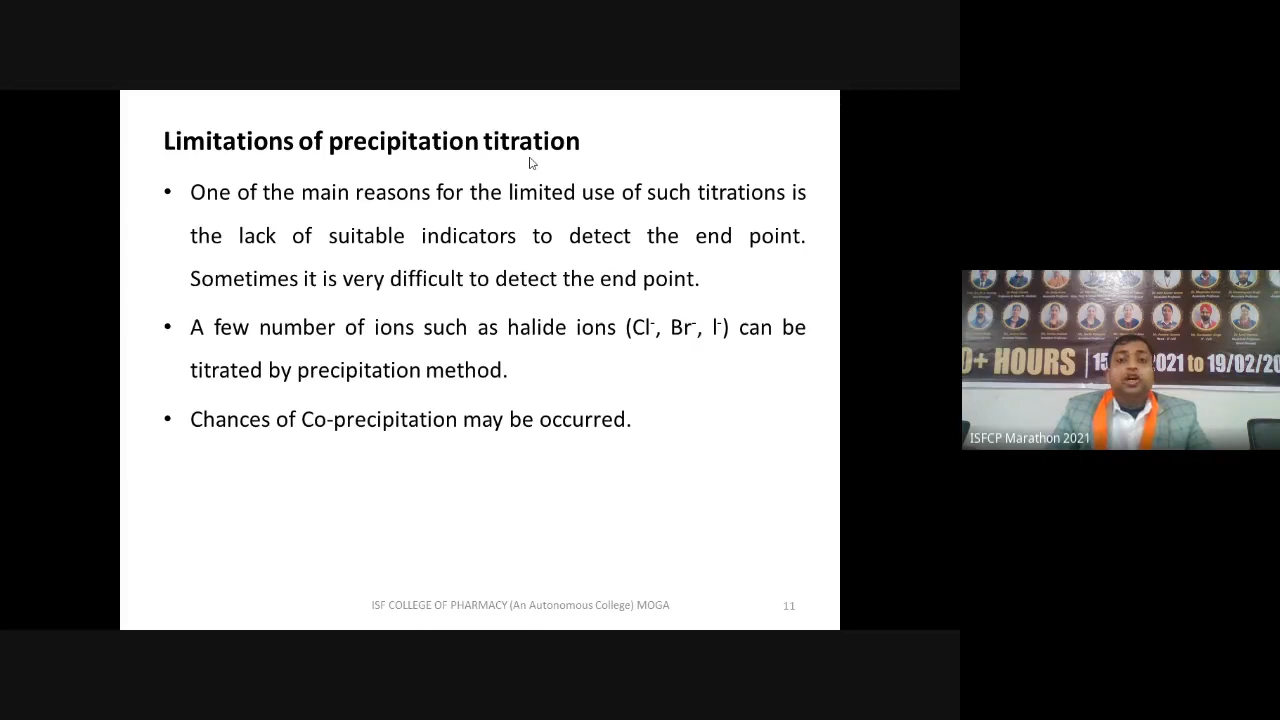 Limitations of precipitation titration
• One of the main reasons for the limited use of such titrations is
the lack of suitable indicators to detect the end point.
Sometimes it is very difficult to detect the end point.
• A few number of ions such as halide ions (Cl⁻, Br⁻, I⁻) can be
titrated by precipitation method.
• Chances of Co-precipitation may be occurred.
ISF COLLEGE OF PHARMACY (An Autonomous College) MOGA
11
HOURS
2021 to 19/02/20
ISFCP Marathon 2021